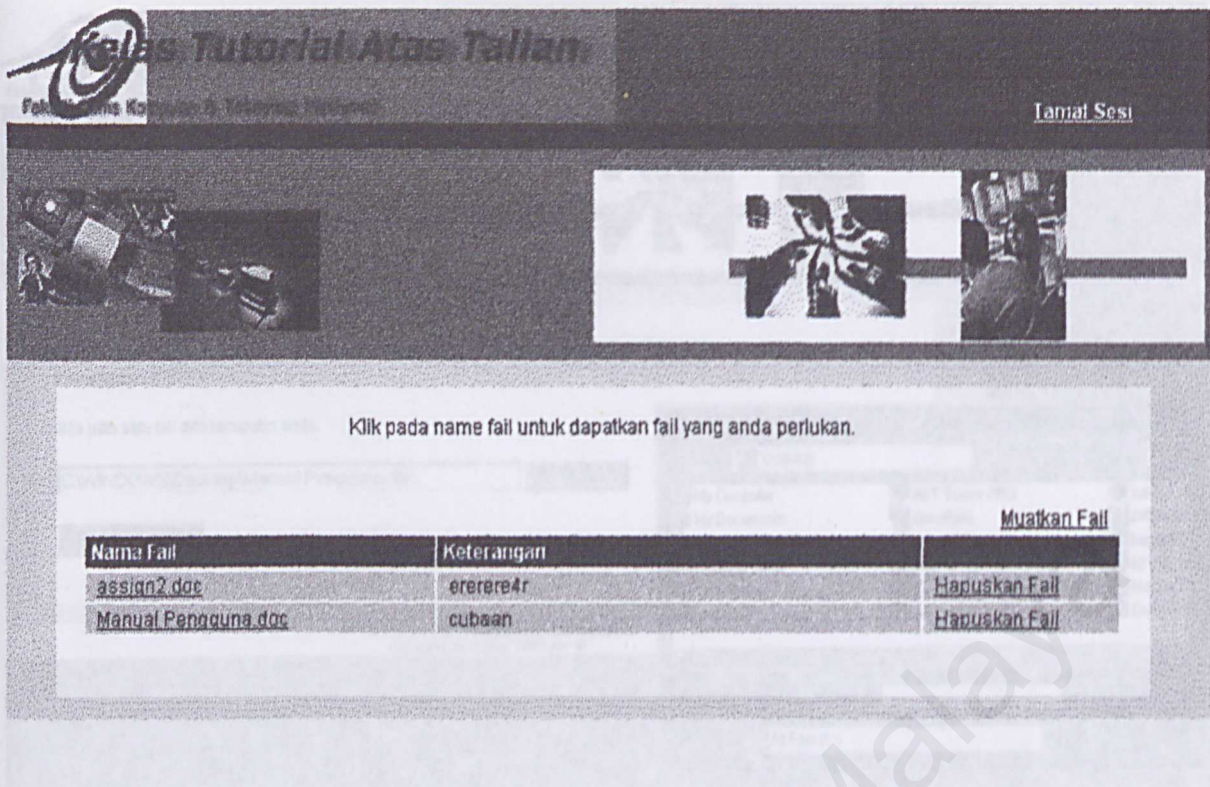 Kelas Tutorial Atas Talian
Tamat Sesi
Klik pada name fail untuk dapatkan fail yang anda perlukan.
Muatkan Fail
Nama Fail Keterangan
assign2.doc ererere4r Hapuskan Fail
Manual Pengguna.doc cubaan Hapuskan Fail
Malay